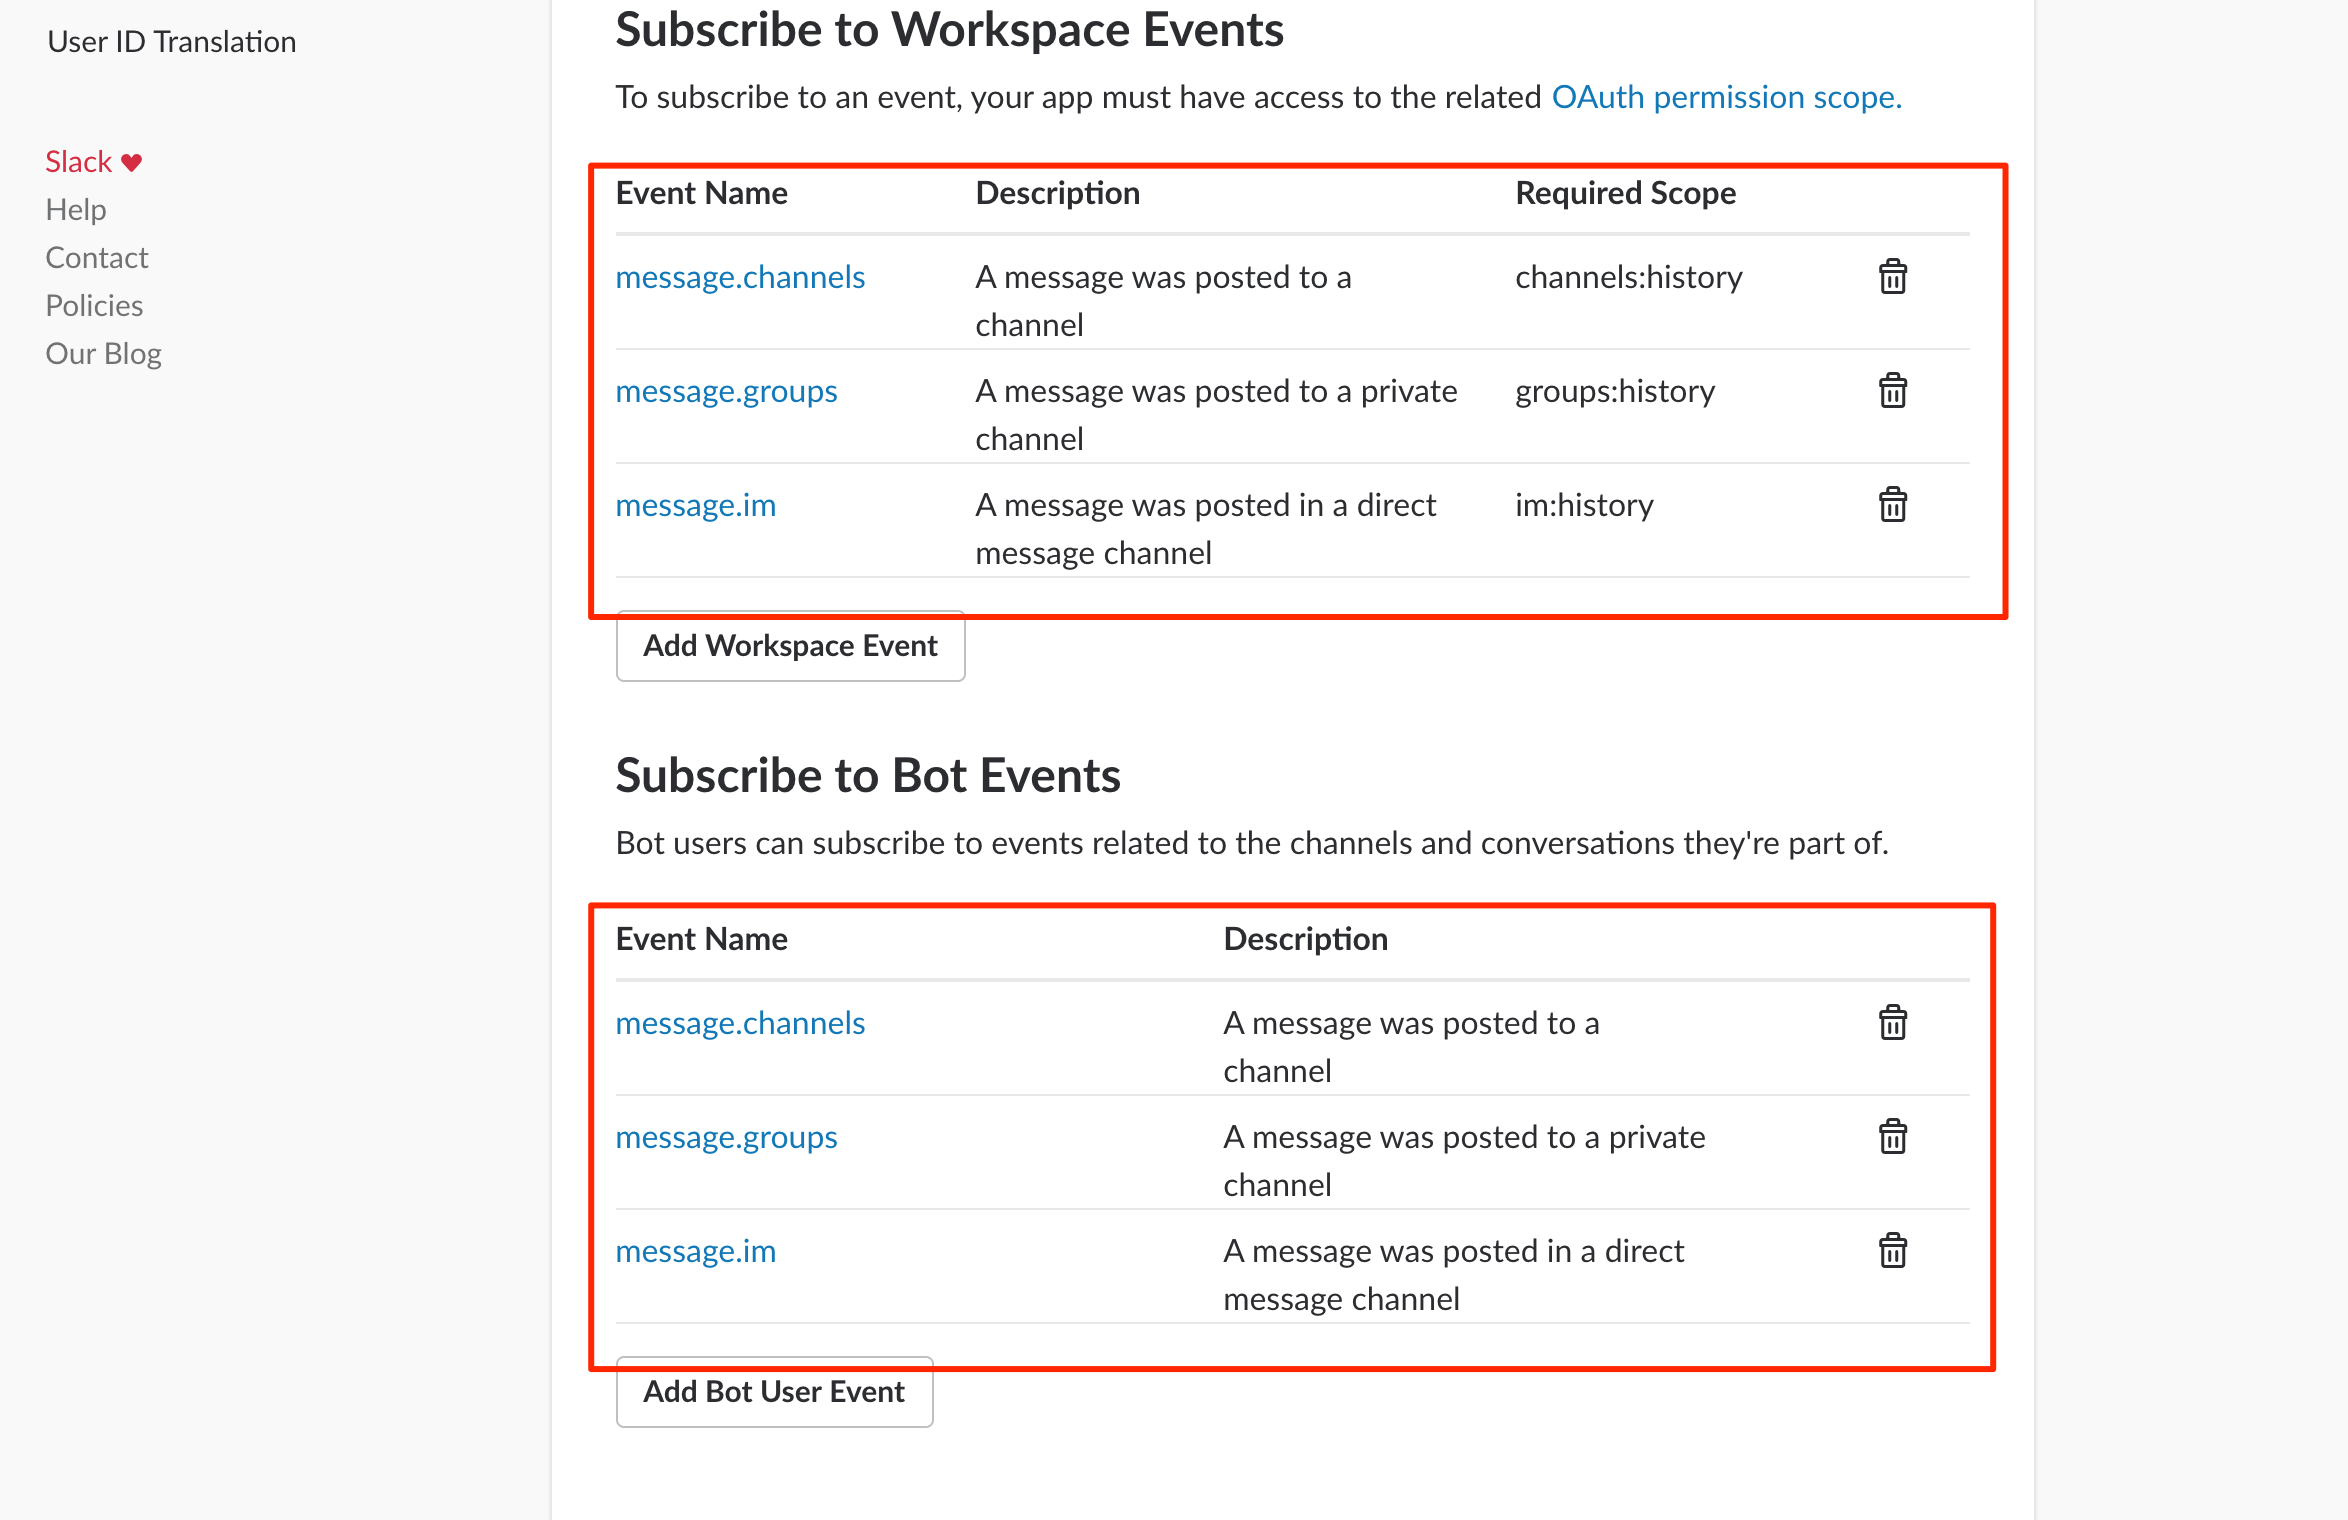 User ID Translation
Slack ♥
Help
Contact
Policies
Our Blog
Subscribe to Workspace Events
To subscribe to an event, your app must have access to the related OAuth permission scope.
Event Name Description Required Scope
message.channels A message was posted to a channels:history
channel
message.groups A message was posted to a private groups:history
channel
message.im A message was posted in a direct im:history
message channel
Add Workspace Event
Subscribe to Bot Events
Bot users can subscribe to events related to the channels and conversations they're part of.
Event Name Description
message.channels A message was posted to a
channel
message.groups A message was posted to a private
channel
message.im A message was posted in a direct
message channel
Add Bot User Event